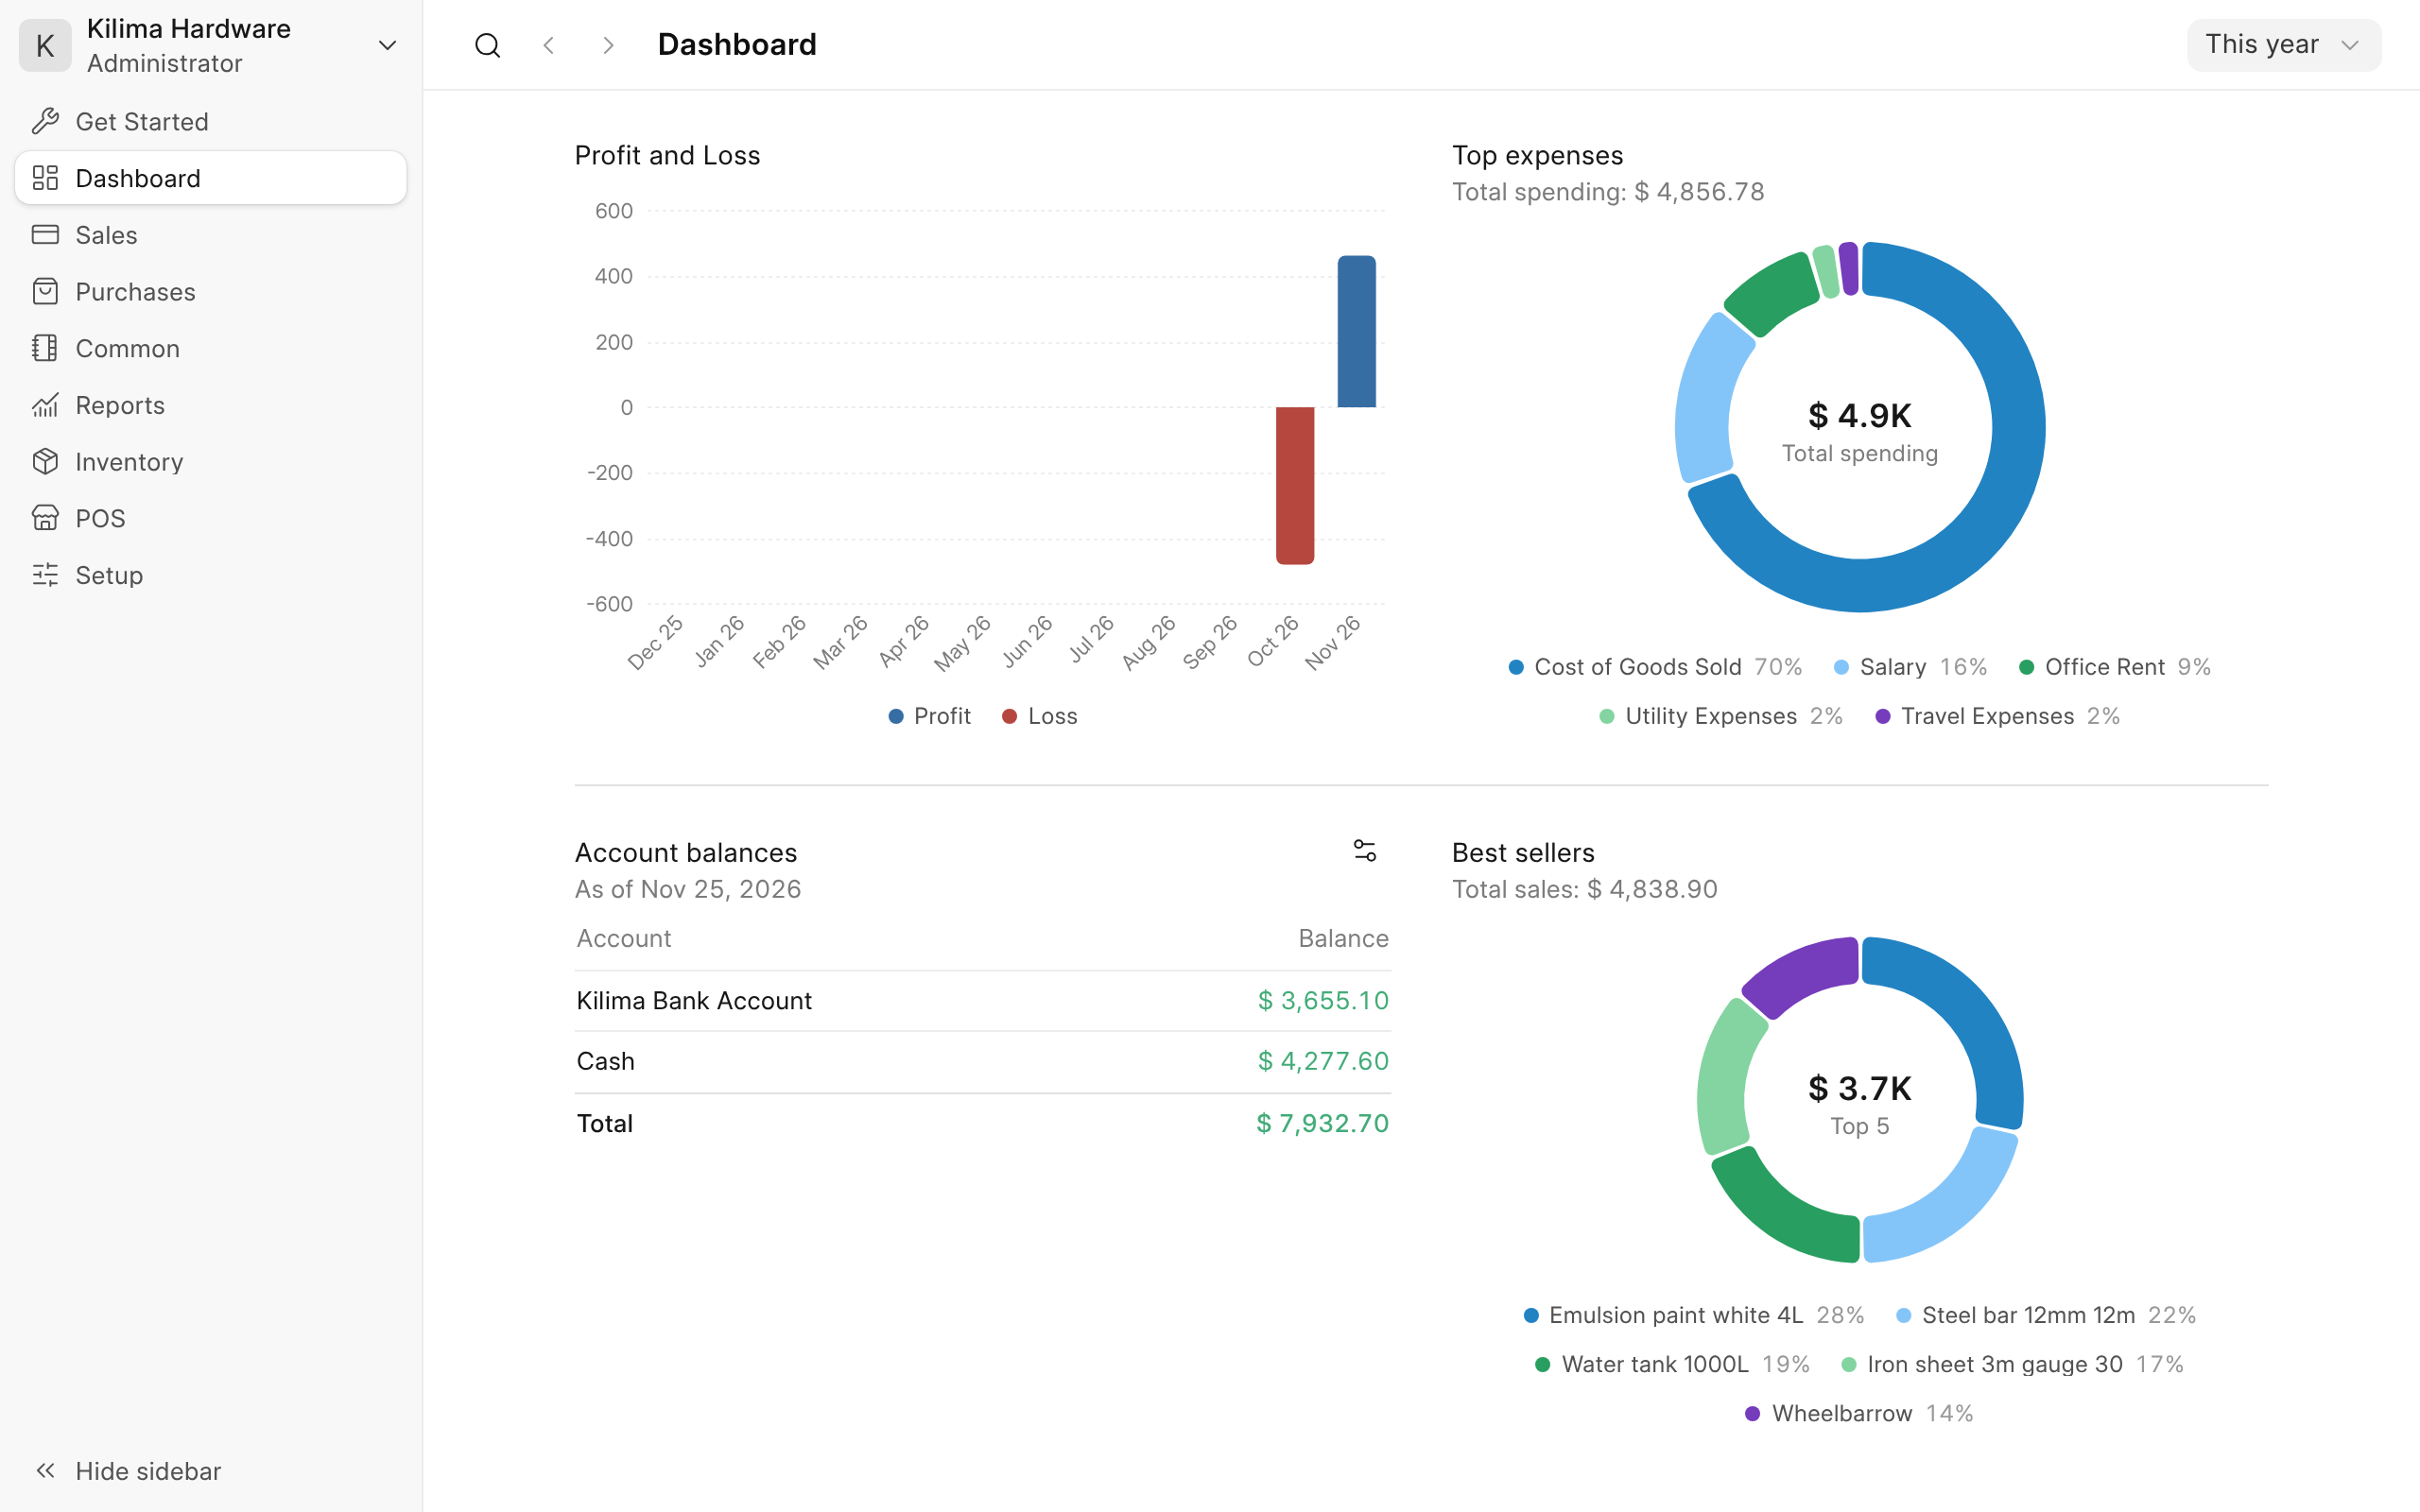 K
Kilima Hardware
Administrator
Get Started
Dashboard
Sales
Purchases
Common
Reports
Inventory
POS
Setup
Hide sidebar
Dashboard
This year
Profit and Loss
600
400
200
0
-200
-400
-600
Dec 25
Jan 26
Feb 26
Mar 26
Apr 26
May 26
Jun 26
Jul 26
Aug 26
Sep 26
Oct 26
Nov 26
Profit
Loss
Top expenses
Total spending: $ 4,856.78
$ 4.9K
Total spending
Cost of Goods Sold 70% Salary 16% Office Rent 9%
Utility Expenses 2% Travel Expenses 2%
Account balances
As of Nov 25, 2026
Account Balance
Kilima Bank Account $ 3,655.10
Cash $ 4,277.60
Total $ 7,932.70
Best sellers
Total sales: $ 4,838.90
$ 3.7K
Top 5
Emulsion paint white 4L 28% Steel bar 12mm 12m 22%
Water tank 1000L 19% Iron sheet 3m gauge 30 17%
Wheelbarrow 14%